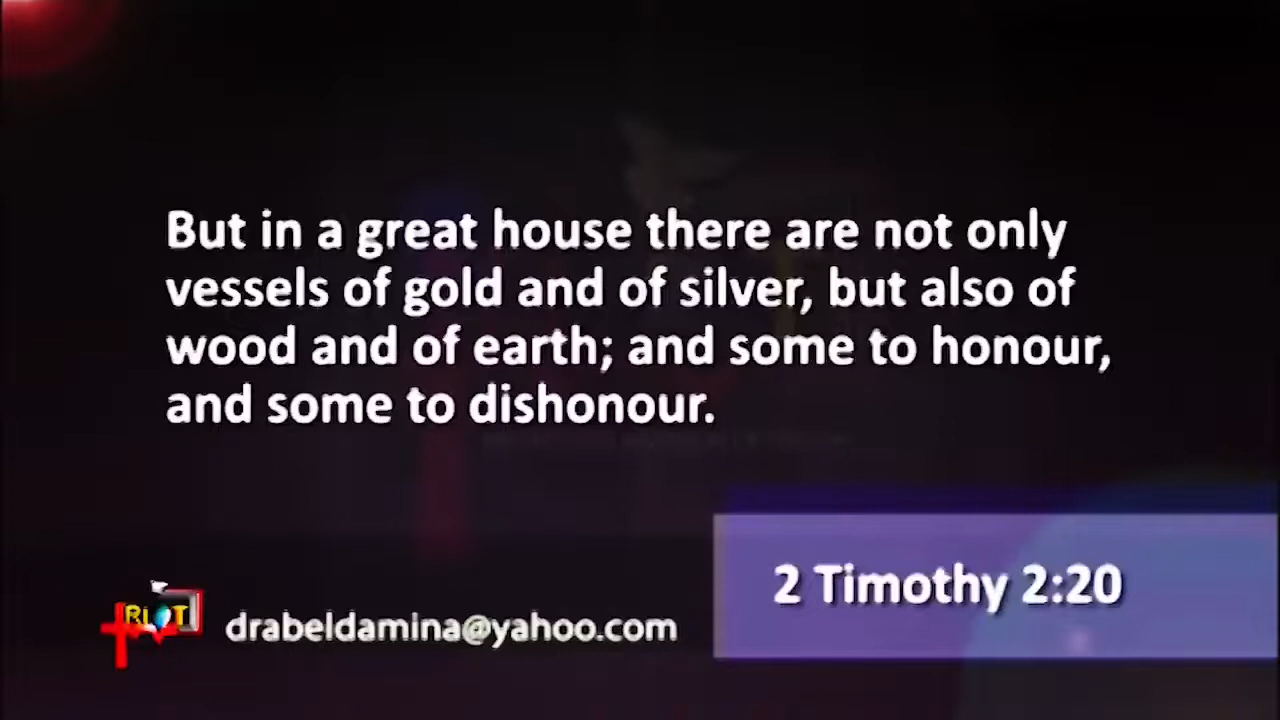 But in a great house there are not only
vessels of gold and of silver, but also of
wood and of earth; and some to honour,
and some to dishonour.
2 Timothy 2:20
RLOT
drabeldamina@yahoo.com